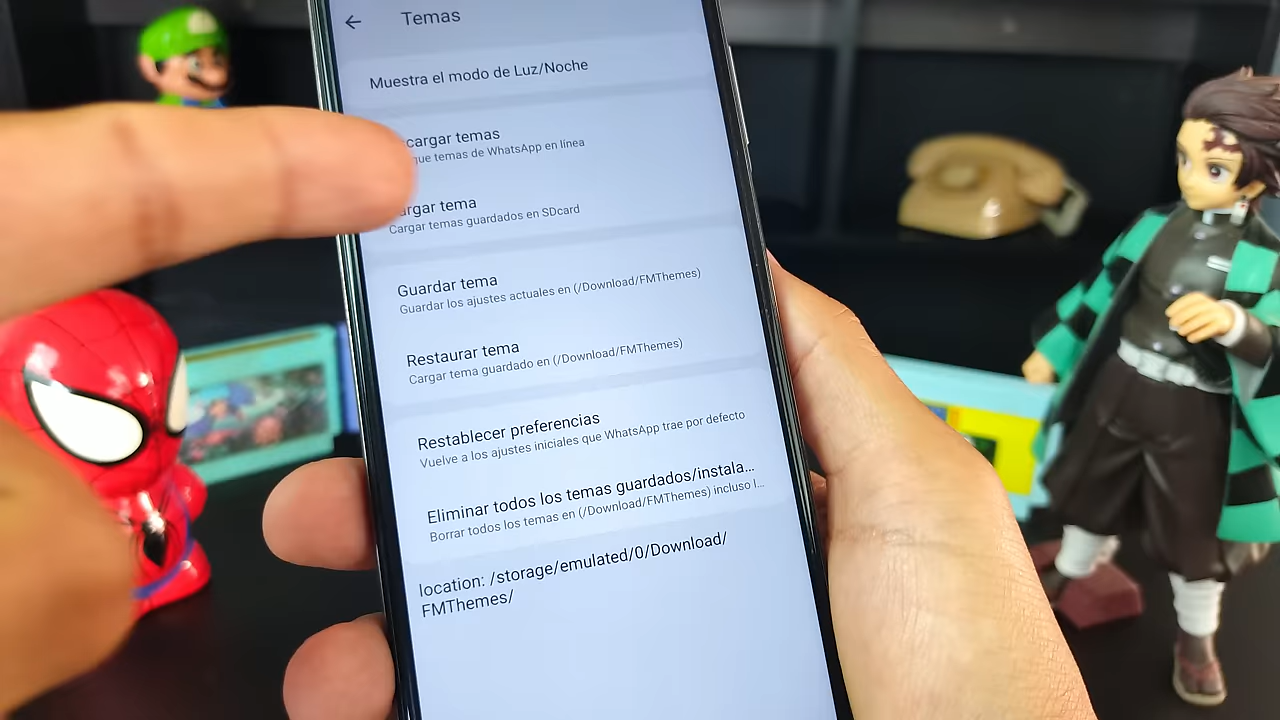 Temas
Muestra el modo de Luz/Noche
cargar temas
que temas de WhatsApp en línea
argar tema
Cargar temas guardados en SDcard
Guardar tema
Guardar los ajustes actuales en (/Download/FMThemes)
Restaurar tema
Cargar tema guardado en (/Download/FMThemes)
Restablecer preferencias
Vuelve a los ajustes iniciales que WhatsApp trae por defecto
Eliminar todos los temas guardados/instala...
Borrar todos los temas en (/Download/FMThemes) incluso l...
location: /storage/emulated/0/Download/
FMThemes/